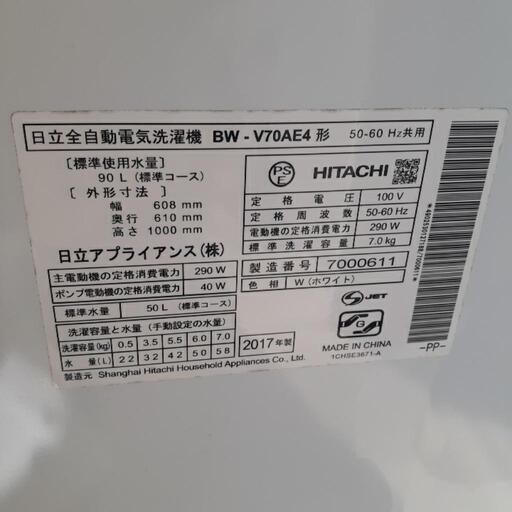 日立全自動電気洗濯機 BW-V70AE4 形 50-60 Hz共用
〔標準使用水量〕
90 L (標準コース)
〔外形寸法〕
幅 608 mm
奥行 610 mm
高さ 1000 mm
日立アプライアンス(株)
主電動機の定格消費電力 290 W
ポンプ電動機の定格消費電力 40 W
標準水量 50 L (標準コース)
洗濯容量と水量 (手動設定の水量)
洗濯容量(kg) 0.5 3.5 5.5 6.0 7.0
水 量(L) 22 32 42 50 58
製造元 Shanghai Hitachi Household Appliances Co., Ltd.
PS
E
HITACHI
定格電圧 100 V
定格周波数 50-60 Hz
電動機の定格消費電力 290 W
標準洗濯容量 7.0 kg
製造番号 7000611
色相 W (ホワイト)
2017年製
S-JET
G
MADE IN CHINA
1CHSE3671-A
-PP-